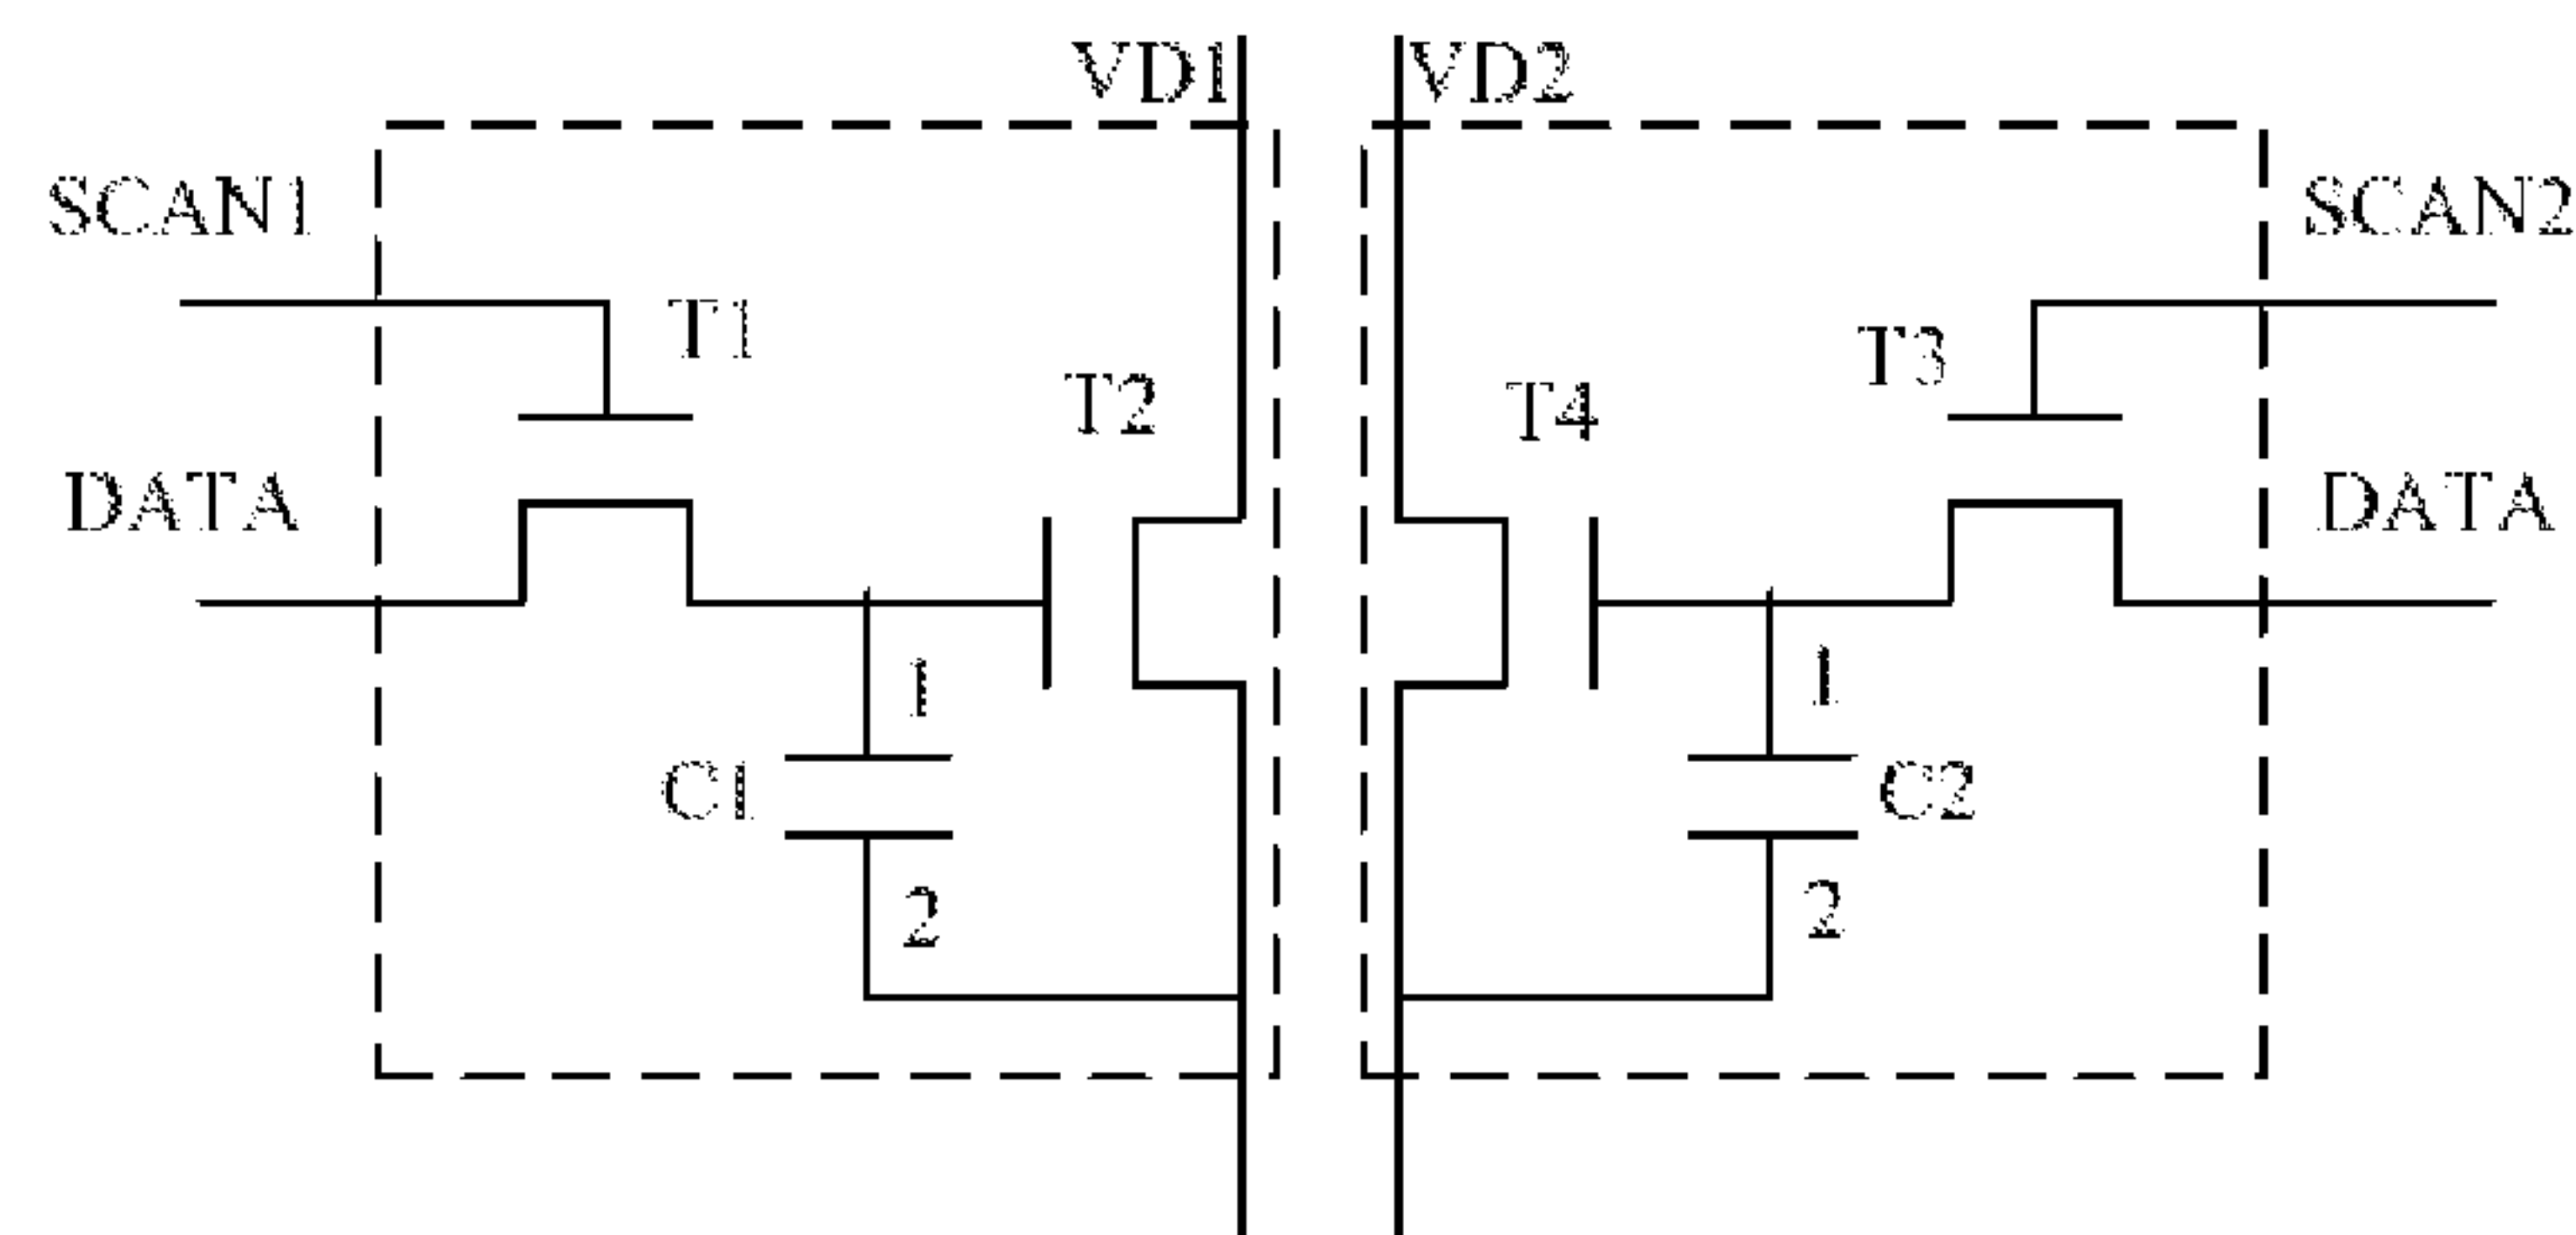 VD1 VD2
SCAN1 SCAN2
T1 T3
T2 T4
DATA DATA
1 1
C1 C2
2 2